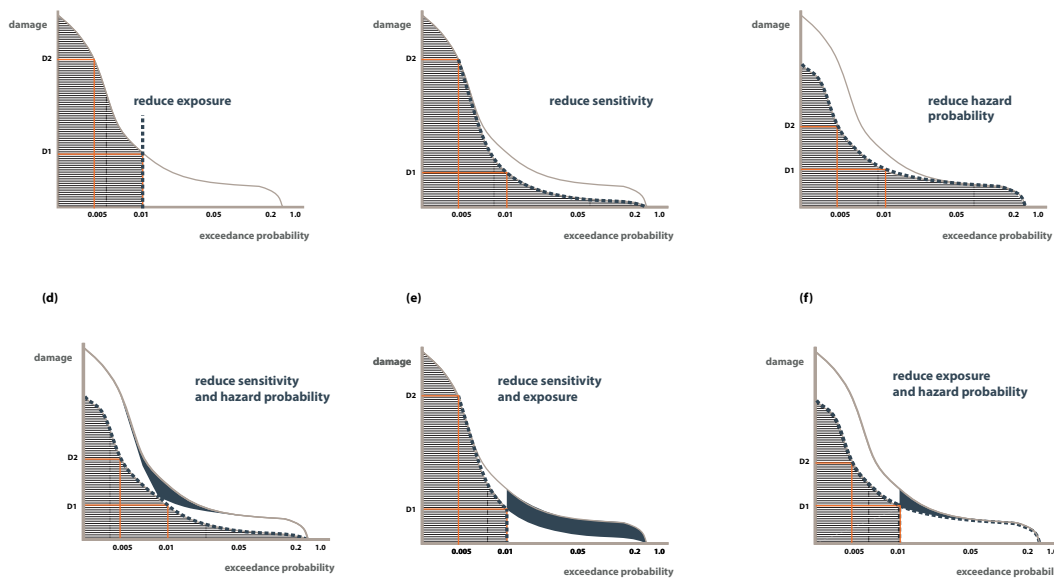 damage
D2
reduce exposure
D1
0.005
0.01
0.05
0.2
1.0
exceedance probability
D2
reduce sensitivity
D1
0.005
0.01
0.05
0.2
1.0
exceedance probability
reduce hazard
probability
D2
D1
0.005
0.01
0.05
0.2
1.0
exceedance probability
(d)
damage
reduce sensitivity
and hazard probability
D2
D1
0.005
0.01
0.05
0.2
1.0
exceedance probability
(e)
damage
reduce sensitivity
and exposure
D2
D1
0.005
0.01
0.05
0.2
1.0
exceedance probability
(f)
damage
reduce exposure
and hazard probability
D2
D1
0.005
0.01
0.05
0.2
1.0
exceedance probabili